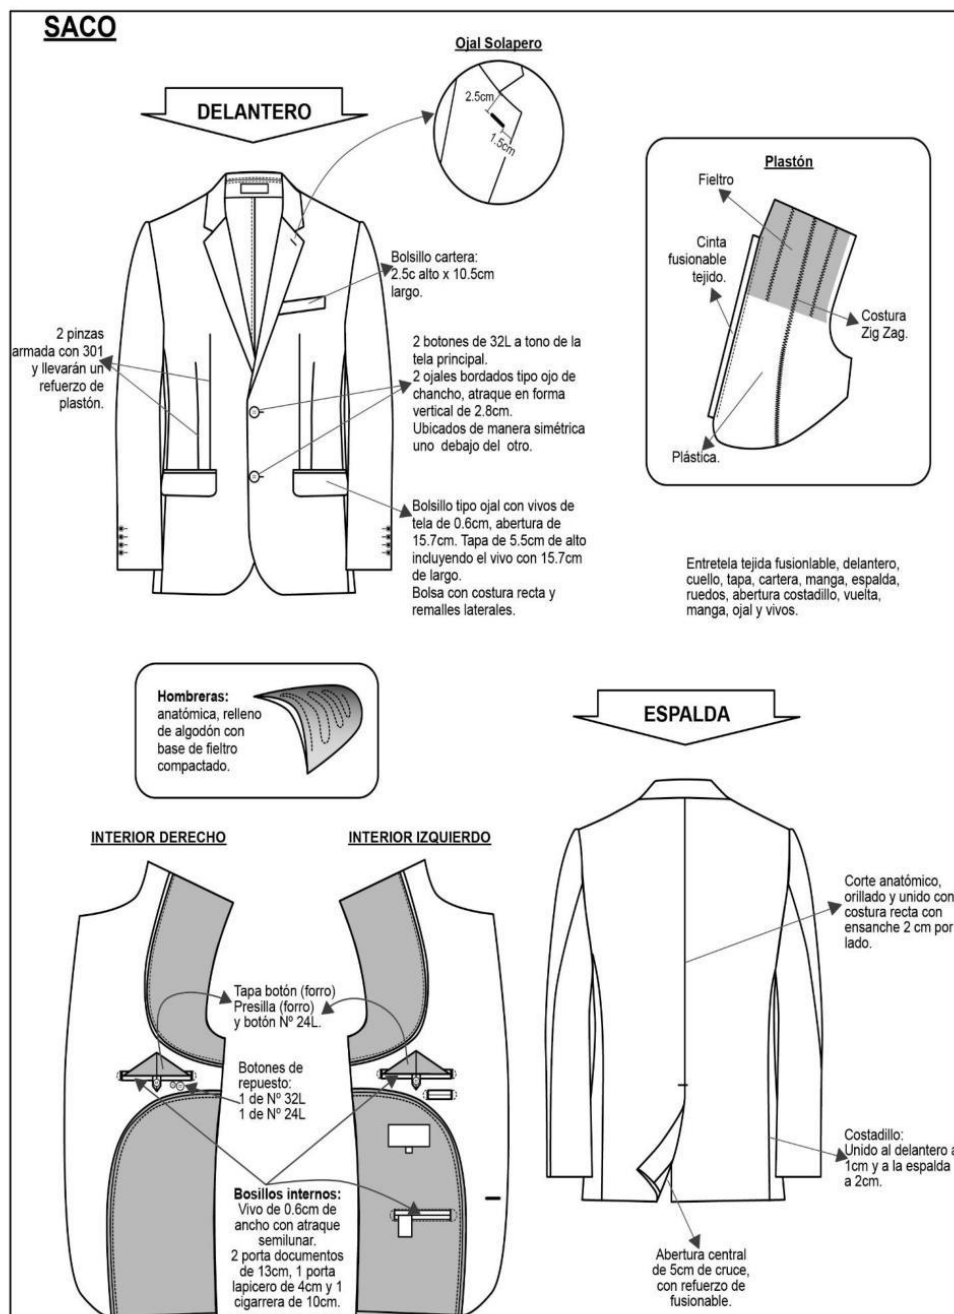 SACO
Ojal Solapero
2.5cm
1.5cm
DELANTERO
Plastón
Fieltro
Cinta
fusionable
tejido.
Costura
Zig Zag.
Plástica.
Bolsillo cartera:
2.5c alto x 10.5cm
largo.
2 pinzas
armada con 301
y llevarán un
refuerzo de
plastón.
2 botones de 32L a tono de la
tela principal.
2 ojales bordados tipo ojo de
chancho, atraque en forma
vertical de 2.8cm.
Ubicados de manera simétrica
uno debajo del otro.
Bolsillo tipo ojal con vivos de
tela de 0.6cm, abertura de
15.7cm. Tapa de 5.5cm de alto
incluyendo el vivo con 15.7cm
de largo.
Bolsa con costura recta y
remalles laterales.
Entretela tejida fusionlable, delantero,
cuello, tapa, cartera, manga, espalda,
ruedos, abertura costadillo, vuelta,
manga, ojal y vivos.
Hombreras:
anatómica, relleno
de algodón con
base de fieltro
compactado.
ESPALDA
INTERIOR DERECHO
INTERIOR IZQUIERDO
Tapa botón (forro)
Presilla (forro)
y botón Nº 24L.
Botones de
repuesto:
1 de Nº 32L
1 de Nº 24L
Bosillos internos:
Vivo de 0.6cm de
ancho con atraque
semilunar.
2 porta documentos
de 13cm, 1 porta
lapicero de 4cm y 1
cigarrera de 10cm.
Corte anatómico,
orillado y unido con
costura recta con
ensanche 2 cm por
lado.
Costadillo:
Unido al delantero a
1cm y a la espalda
a 2cm.
Abertura central
de 5cm de cruce,
con refuerzo de
fusionable.